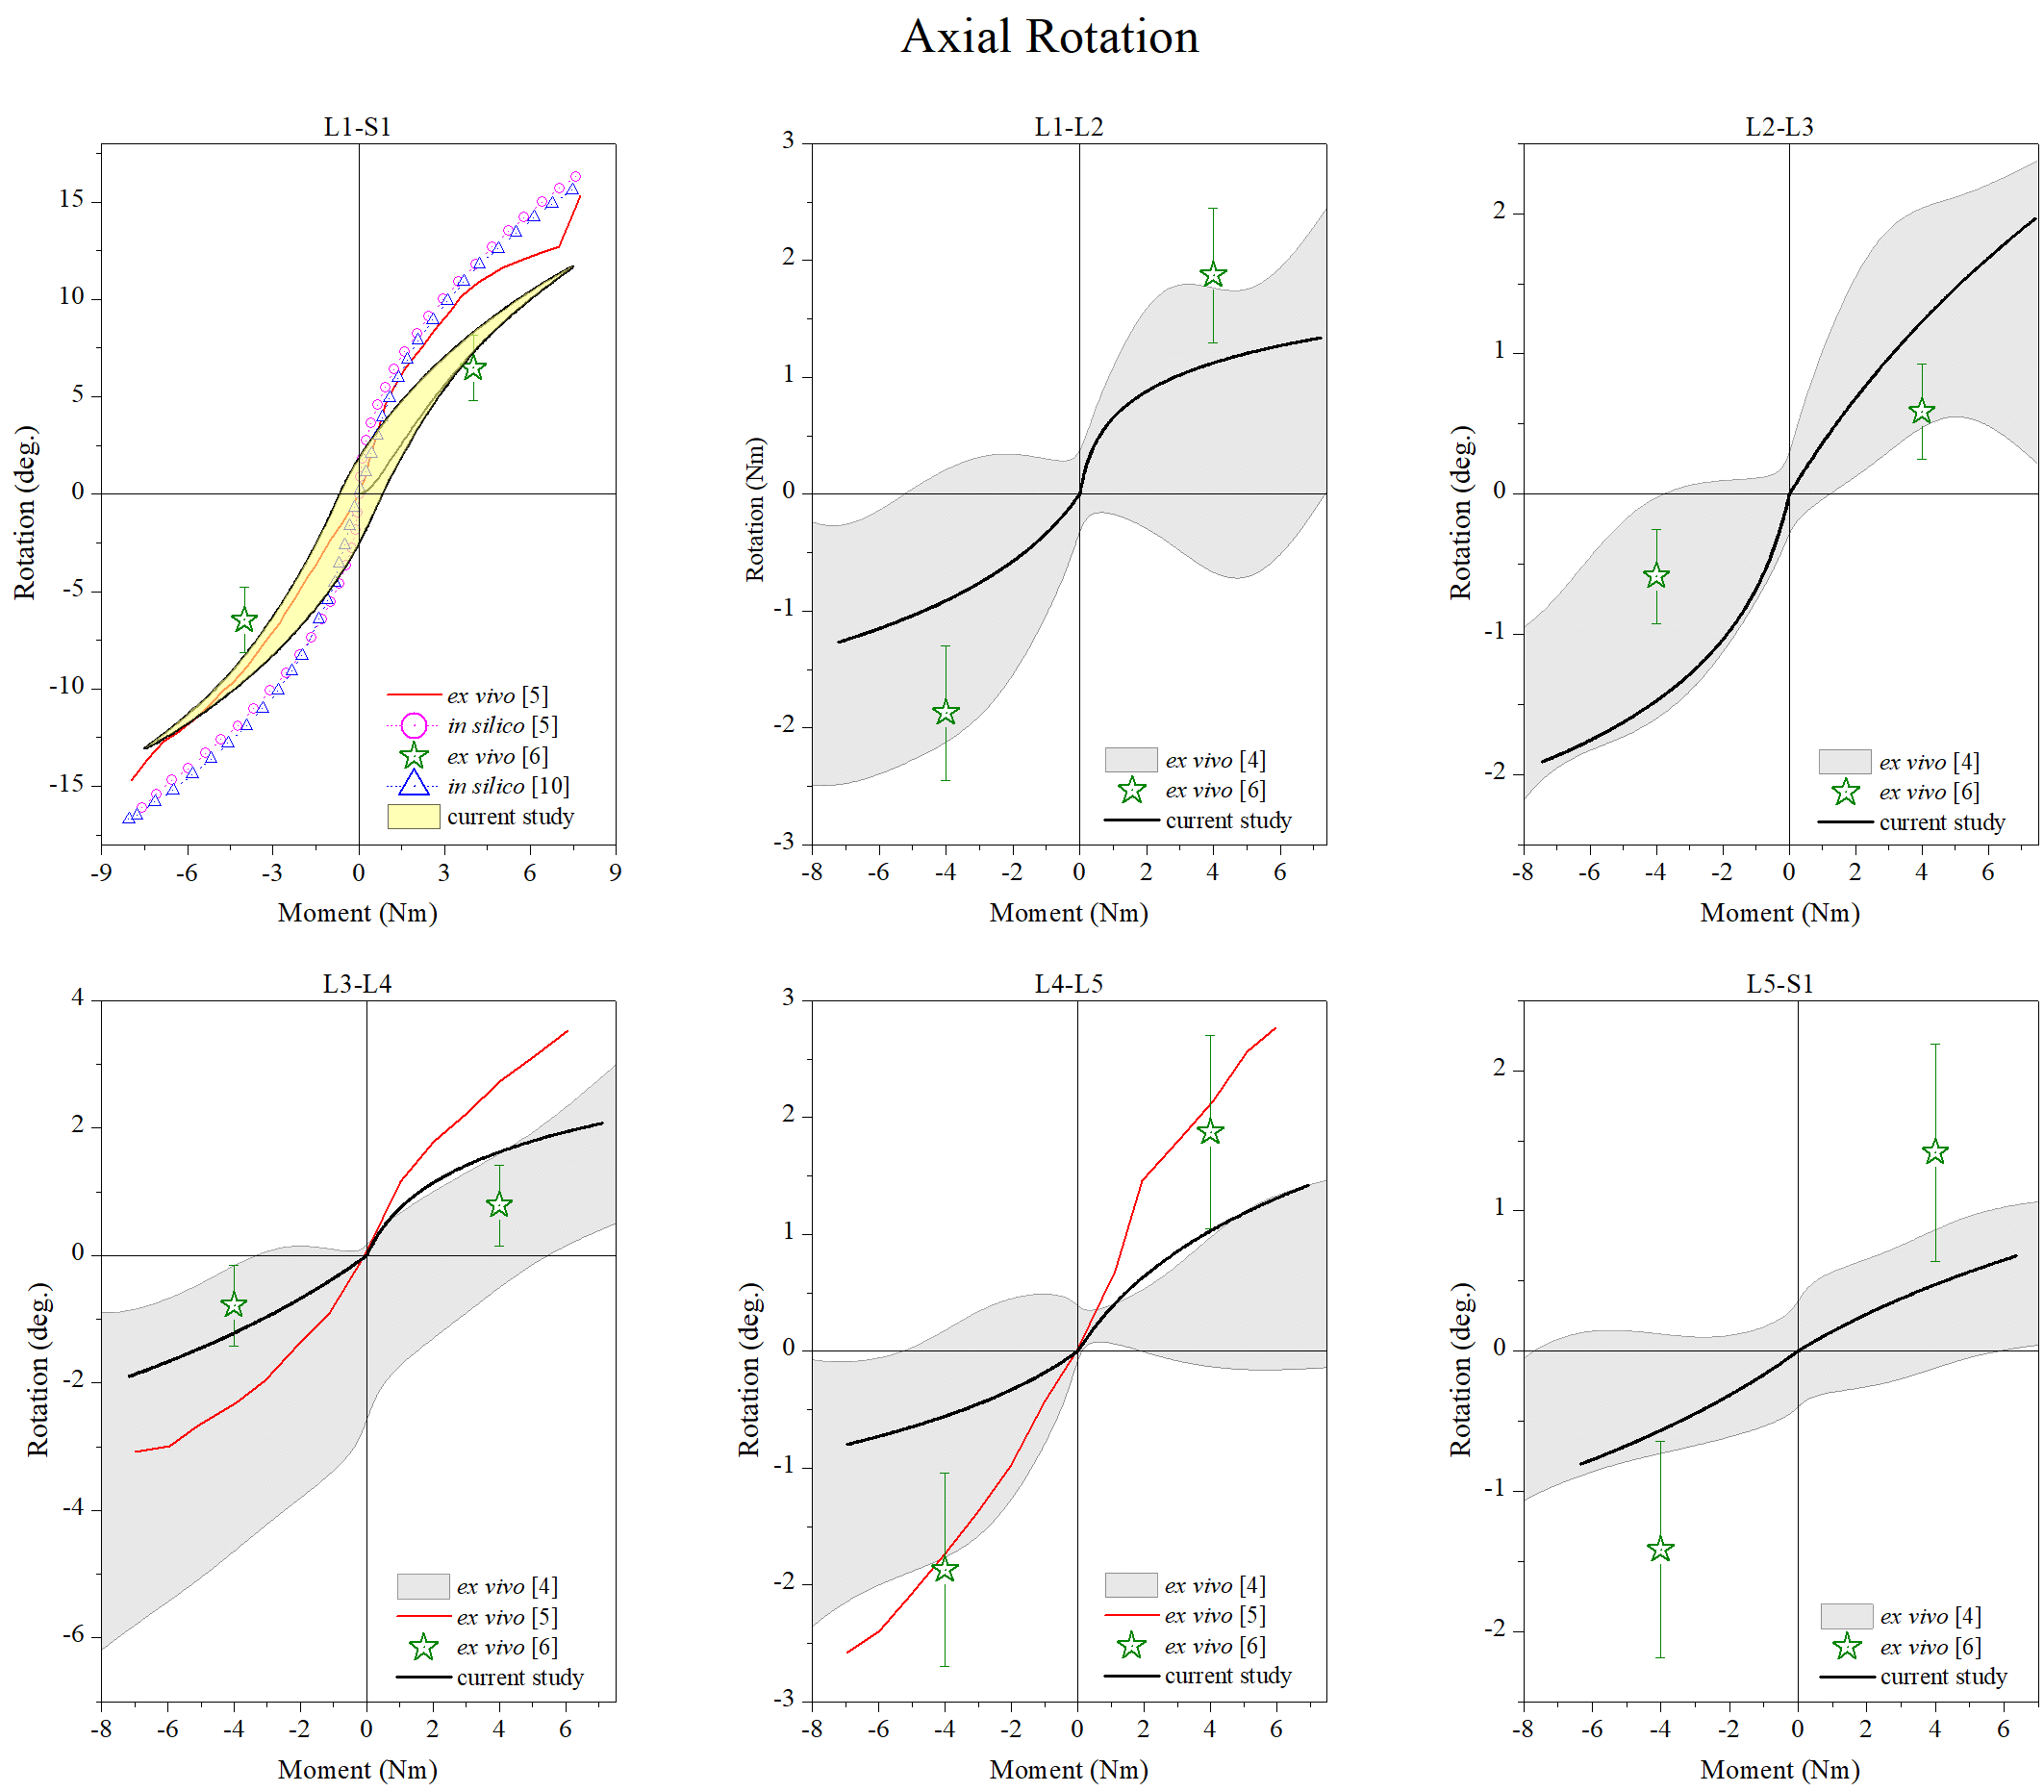 Axial Rotation
L1-S1
15
10
5
0
-5
-10
-15
Rotation (deg.)
ex vivo [5]
in silico [5]
ex vivo [6]
in silico [10]
current study
-9 -6 -3 0 3 6 9
Moment (Nm)
L1-L2
3
2
1
0
-1
-2
-3
Rotation (Nm)
ex vivo [4]
ex vivo [6]
current study
-8 -6 -4 -2 0 2 4 6
Moment (Nm)
L2-L3
2
1
0
-1
-2
Rotation (deg.)
ex vivo [4]
ex vivo [6]
current study
-8 -6 -4 -2 0 2 4 6
Moment (Nm)
L3-L4
4
2
0
-2
-4
-6
Rotation (deg.)
ex vivo [4]
ex vivo [5]
ex vivo [6]
current study
-8 -6 -4 -2 0 2 4 6
Moment (Nm)
L4-L5
3
2
1
0
-1
-2
-3
Rotation (deg.)
ex vivo [4]
ex vivo [5]
ex vivo [6]
current study
-8 -6 -4 -2 0 2 4 6
Moment (Nm)
L5-S1
2
1
0
-1
-2
Rotation (deg.)
ex vivo [4]
ex vivo [6]
current study
-8 -6 -4 -2 0 2 4 6
Moment (Nm)